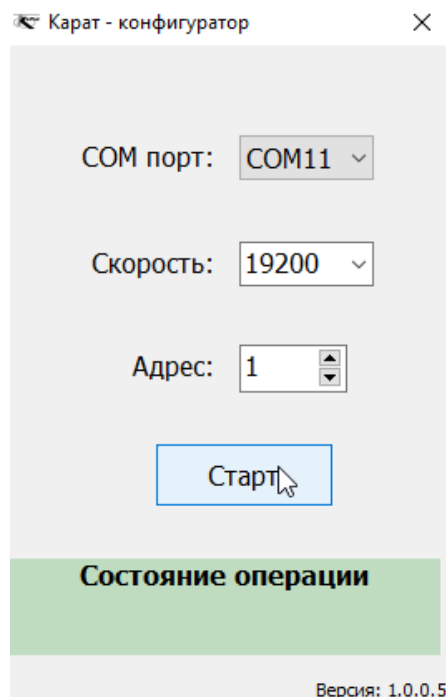 Карат - конфигуратор
COM порт: COM11
Скорость: 19200
Адрес: 1
Старт
Состояние операции
Версия: 1.0.0.5